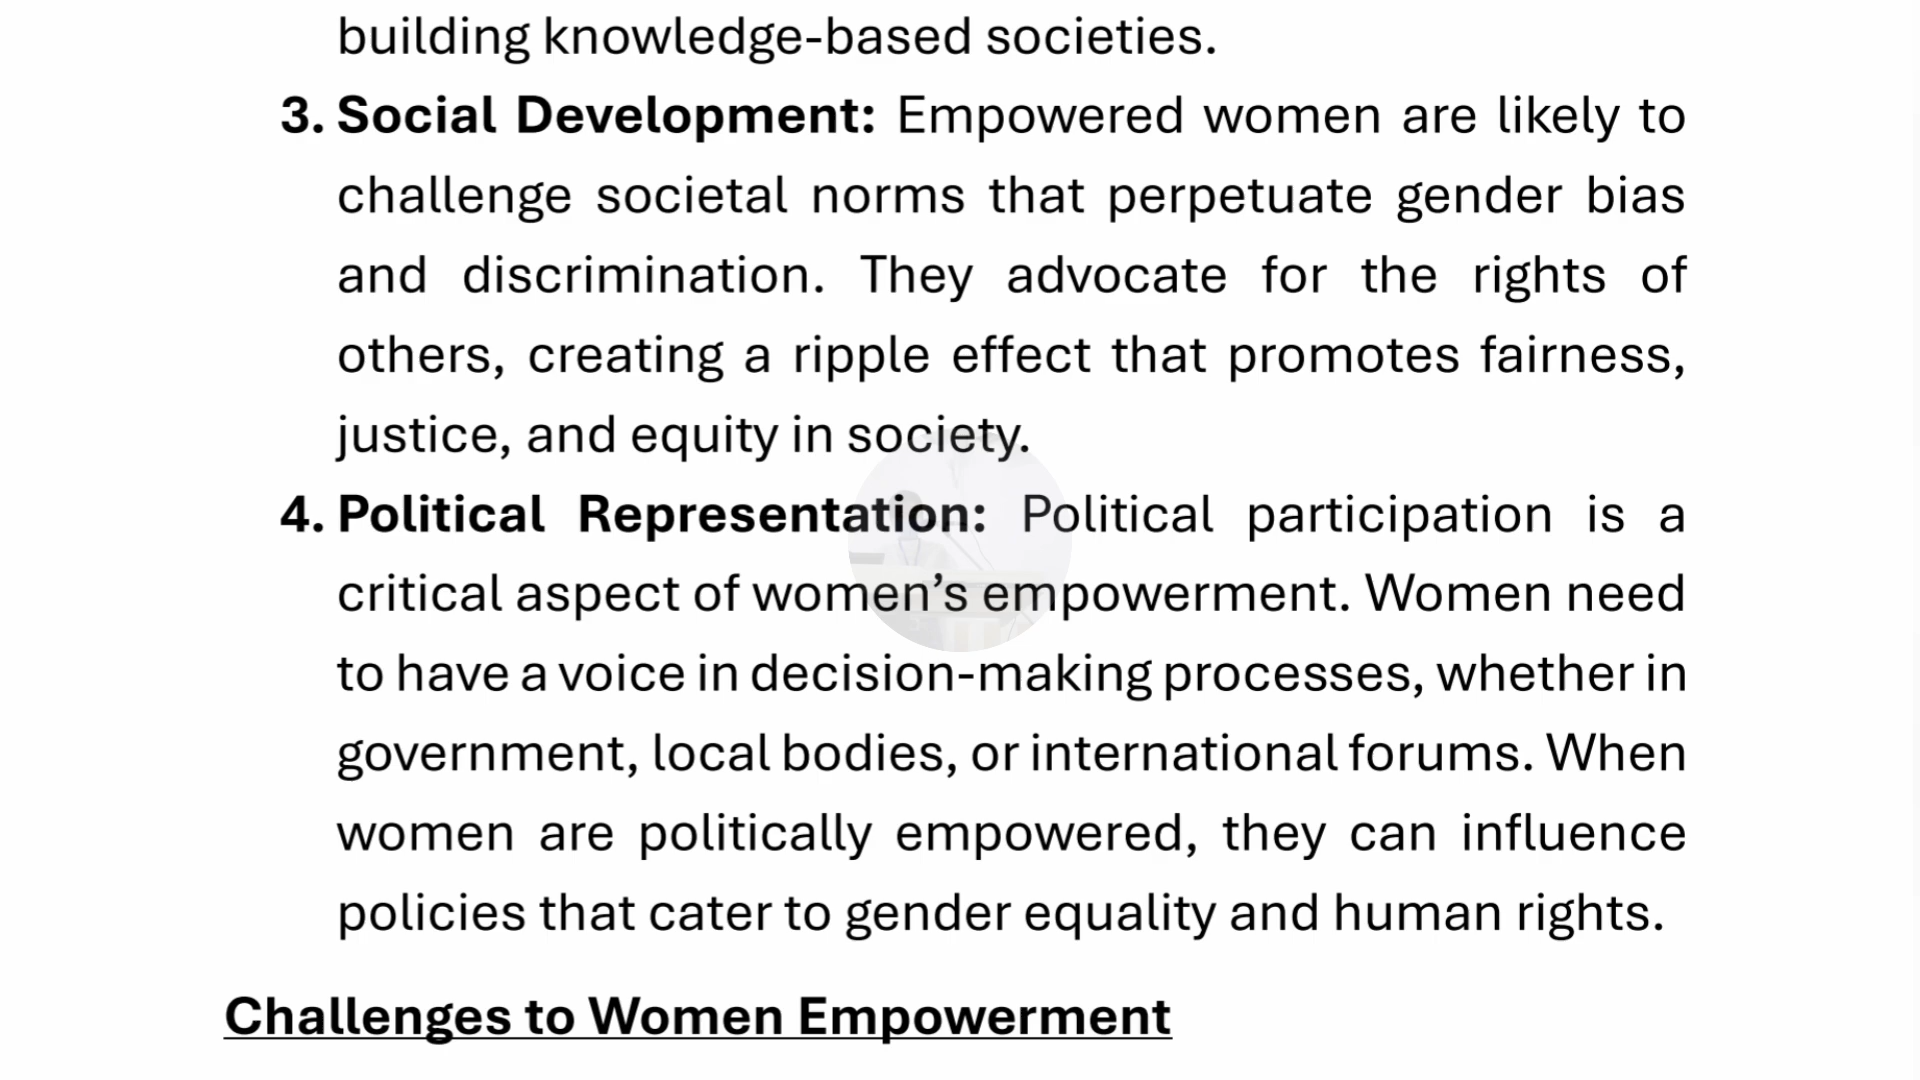 building knowledge-based societies.
3. Social Development: Empowered women are likely to
challenge societal norms that perpetuate gender bias
and discrimination. They advocate for the rights of
others, creating a ripple effect that promotes fairness,
justice, and equity in society.
4. Political Representation: Political participation is a
critical aspect of women’s empowerment. Women need
to have a voice in decision-making processes, whether in
government, local bodies, or international forums. When
women are politically empowered, they can influence
policies that cater to gender equality and human rights.
Challenges to Women Empowerment